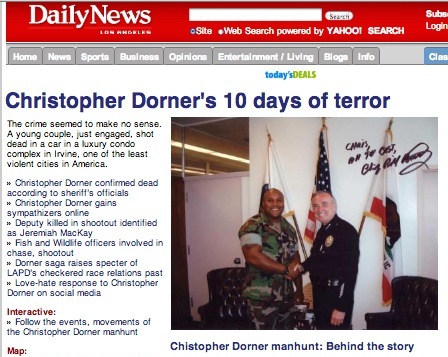 DailyNews
LOS ANGELES
Search
Site Web Search powered by YAHOO! SEARCH
Subs
Login
Home News Sports Business Opinions Entertainment / Living Blogs Info Clas
today'sDEALS
Christopher Dorner's 10 days of terror
The crime seemed to make no sense.
A young couple, just engaged, shot
dead in a car in a luxury condo
complex in Irvine, one of the least
violent cities in America.
» Christopher Dorner confirmed dead
according to sheriff's officials
» Christopher Dorner gains
sympathizers online
» Deputy killed in shootout identified
as Jeremiah MacKay
» Fish and Wildlife officers involved in
chase, shootout
» Dorner saga raises specter of
LAPD's checkered race relations past
» Love-hate response to Christopher
Dorner on social media
Interactive:
» Follow the events, movements of
the Christopher Dorner manhunt
Map:
CHRIS,
Chistopher Dorner manhunt: Behind the story